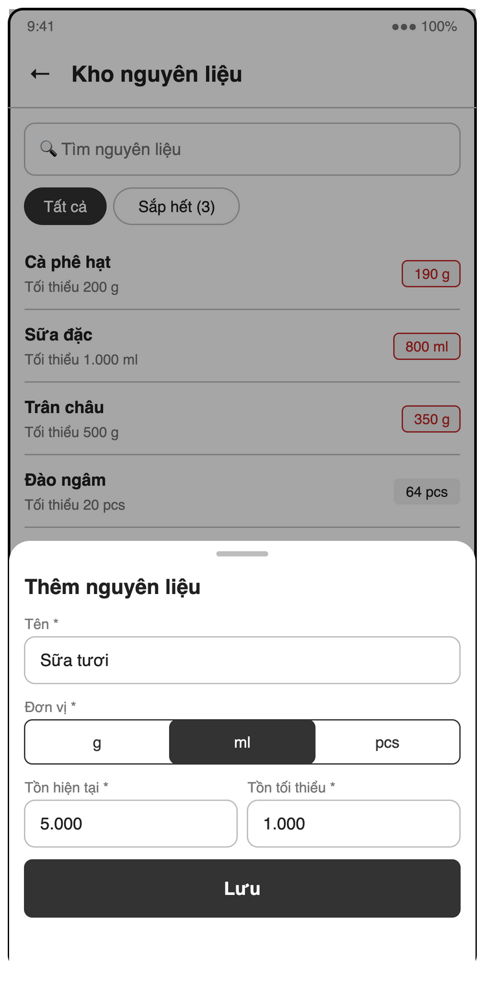 9:41
●●● 100%
← Kho nguyên liệu
🔍 Tìm nguyên liệu
Tất cả
Sắp hết (3)
Cà phê hạt
Tối thiểu 200 g
190 g
Sữa đặc
Tối thiểu 1.000 ml
800 ml
Trân châu
Tối thiểu 500 g
350 g
Đào ngâm
Tối thiểu 20 pcs
64 pcs
Thêm nguyên liệu
Tên *
Sữa tươi
Đơn vị *
g
ml
pcs
Tồn hiện tại *
Tồn tối thiểu *
5.000
1.000
Lưu